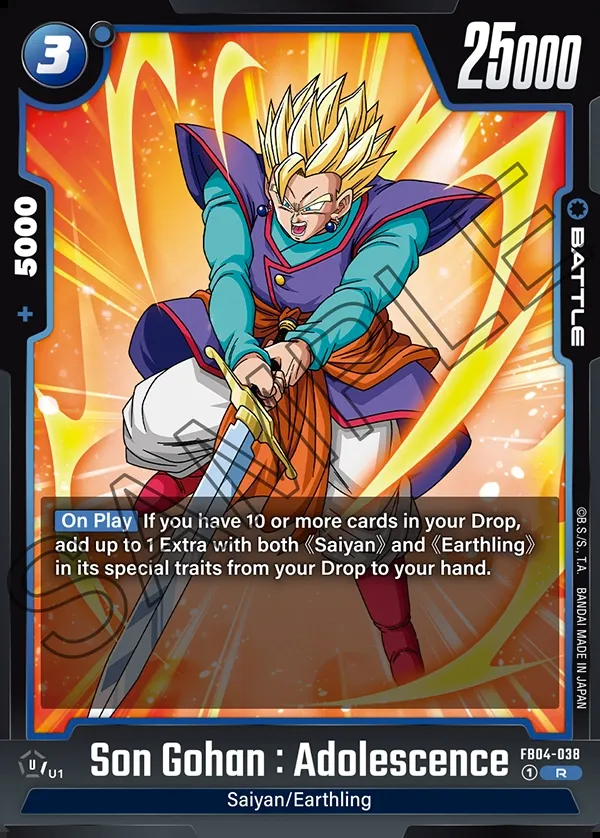 3
25000
+ 5000
BATTLE
SAMPLE
On Play If you have 10 or more cards in your Drop,
add up to 1 Extra with both 《Saiyan》 and 《Earthling》
in its special traits from your Drop to your hand.
©B.S./S., T.A. BANDAI MADE IN JAPAN
U/U1
Son Gohan : Adolescence
FB04-038
1 R
Saiyan/Earthling